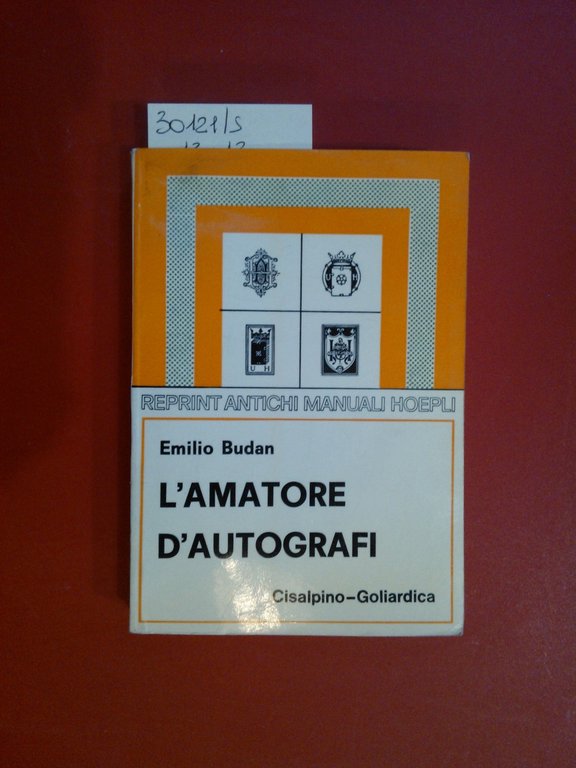 30121/s
REPRINT ANTICHI MANUALI HOEPLI
Emilio Budan
L'AMATORE
D'AUTOGRAFI
Cisalpino–Goliardica
U H
U H